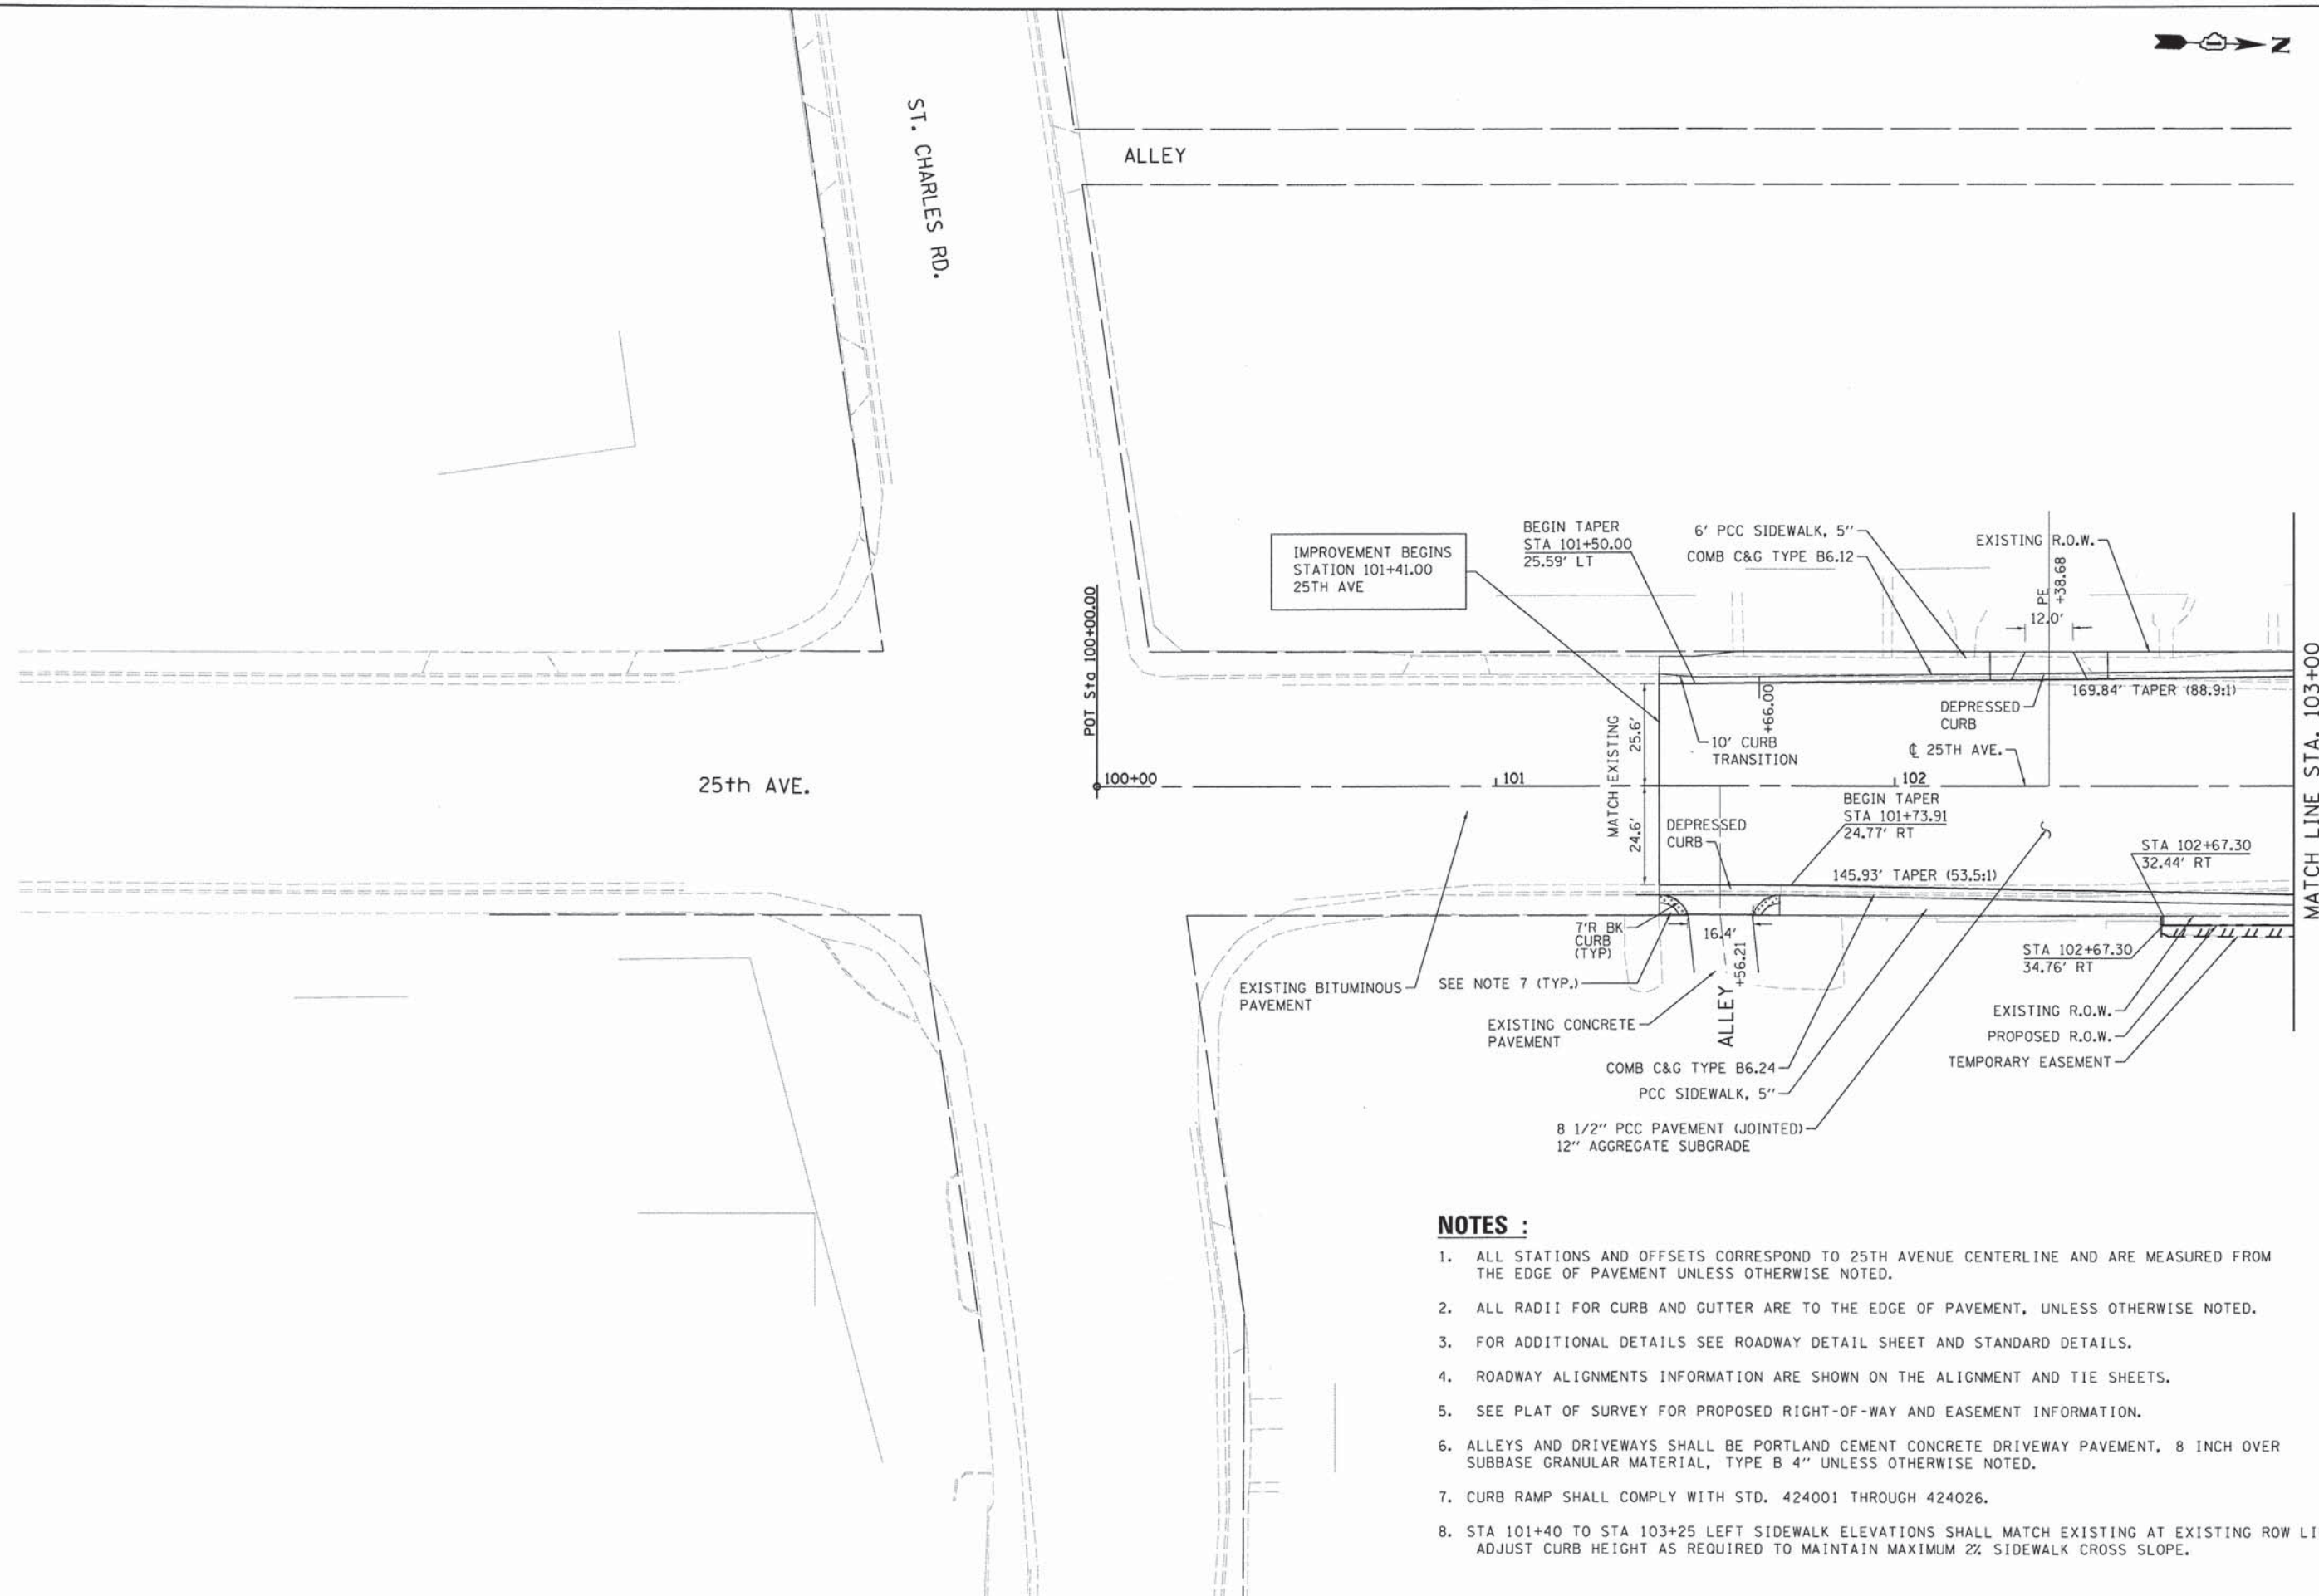 N
ST. CHARLES RD.
ALLEY
IMPROVEMENT BEGINS
STATION 101+41.00
25TH AVE
BEGIN TAPER
STA 101+50.00
25.59' LT
6' PCC SIDEWALK, 5"
COMB C&G TYPE B6.12
EXISTING R.O.W.
PE
+38.68
12.0'
POT Sta 100+00.00
MATCH EXISTING
25.6'
24.6'
10' CURB
TRANSITION
+66.00
DEPRESSED
CURB
169.84' TAPER (88.9:1)
℄ 25TH AVE.
25th AVE.
100+00
101
102
BEGIN TAPER
STA 101+73.91
24.77' RT
DEPRESSED
CURB
STA 102+67.30
32.44' RT
145.93' TAPER (53.5:1)
MATCH LINE STA. 103+00
7'R BK
CURB
(TYP)
16.4'
+56.21
ALLEY
STA 102+67.30
34.76' RT
EXISTING BITUMINOUS
PAVEMENT
SEE NOTE 7 (TYP.)
EXISTING CONCRETE
PAVEMENT
EXISTING R.O.W.
PROPOSED R.O.W.
TEMPORARY EASEMENT
COMB C&G TYPE B6.24
PCC SIDEWALK, 5"
8 1/2" PCC PAVEMENT (JOINTED)
12" AGGREGATE SUBGRADE
NOTES :
1. ALL STATIONS AND OFFSETS CORRESPOND TO 25TH AVENUE CENTERLINE AND ARE MEASURED FROM
THE EDGE OF PAVEMENT UNLESS OTHERWISE NOTED.
2. ALL RADII FOR CURB AND GUTTER ARE TO THE EDGE OF PAVEMENT, UNLESS OTHERWISE NOTED.
3. FOR ADDITIONAL DETAILS SEE ROADWAY DETAIL SHEET AND STANDARD DETAILS.
4. ROADWAY ALIGNMENTS INFORMATION ARE SHOWN ON THE ALIGNMENT AND TIE SHEETS.
5. SEE PLAT OF SURVEY FOR PROPOSED RIGHT-OF-WAY AND EASEMENT INFORMATION.
6. ALLEYS AND DRIVEWAYS SHALL BE PORTLAND CEMENT CONCRETE DRIVEWAY PAVEMENT, 8 INCH OVER
SUBBASE GRANULAR MATERIAL, TYPE B 4" UNLESS OTHERWISE NOTED.
7. CURB RAMP SHALL COMPLY WITH STD. 424001 THROUGH 424026.
8. STA 101+40 TO STA 103+25 LEFT SIDEWALK ELEVATIONS SHALL MATCH EXISTING AT EXISTING ROW LI
ADJUST CURB HEIGHT AS REQUIRED TO MAINTAIN MAXIMUM 2% SIDEWALK CROSS SLOPE.